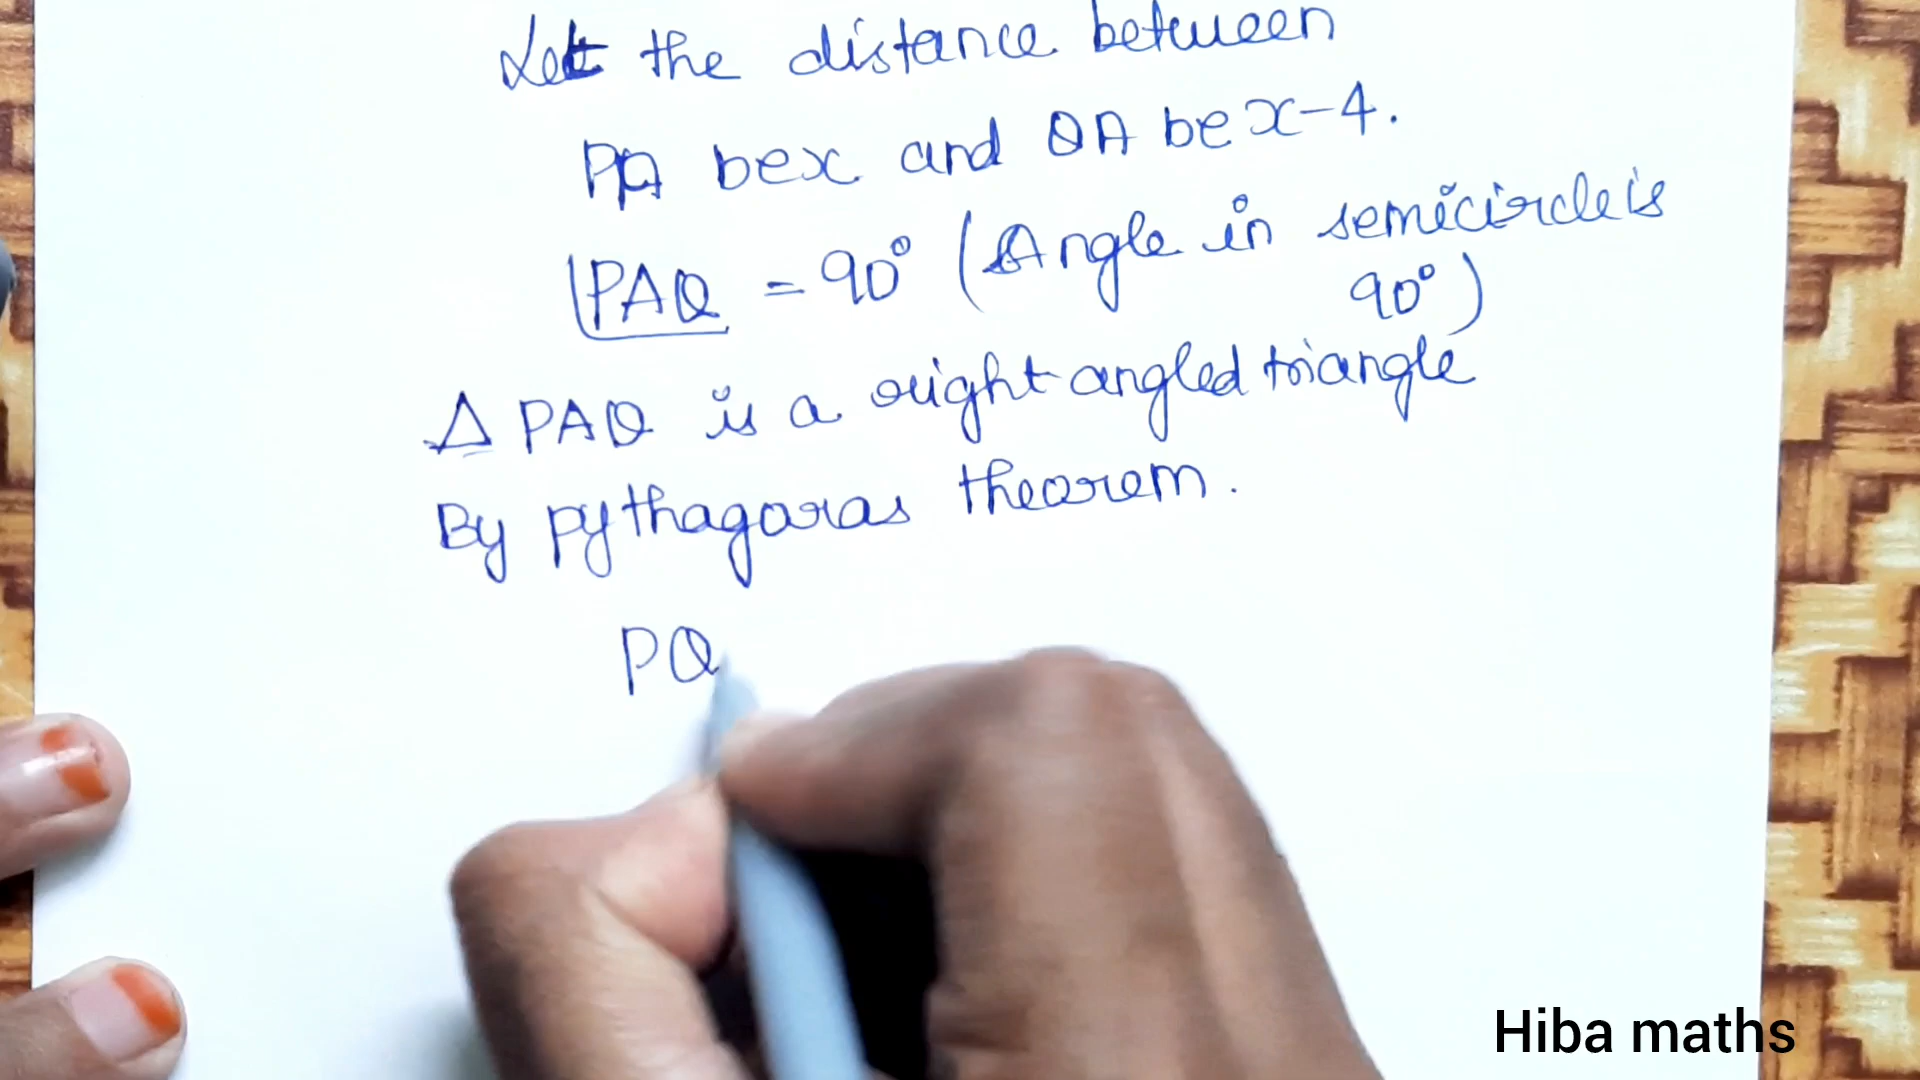 Let the distance between
PA be x and QA be x-4.
∠PAQ = 90° (Angle in semicircle is
90°)
Δ PAQ is a right angled triangle
By pythagoras theorem.
PQ
Hiba maths